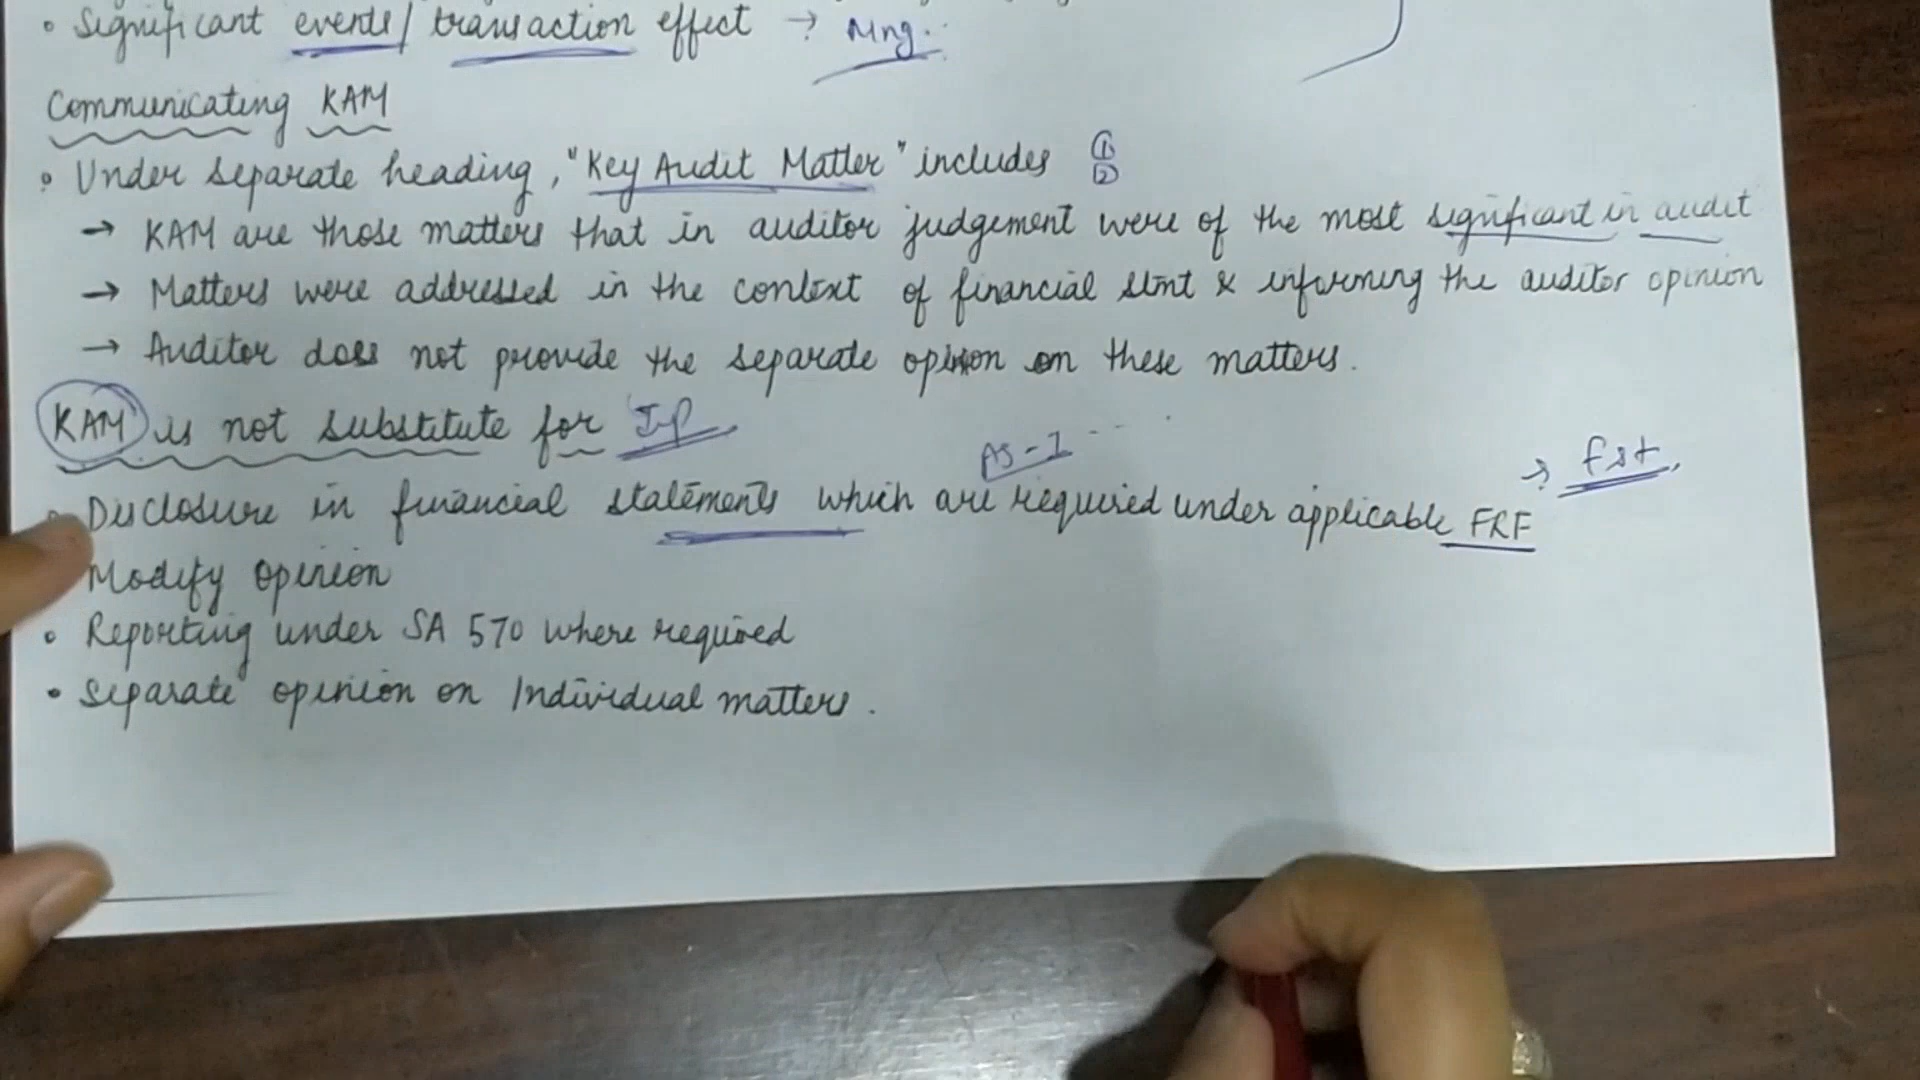 • Significant events/ transaction effect → Mng.
Communicating KAM
• Under separate heading, "Key Audit Matter" includes ① ②
→ KAM are those matters that in auditor judgement were of the most significant in audit
→ Matters were addressed in the context of financial stmt & informing the auditor opinion
→ Auditor does not provide the separate opinion on these matters.
KAM is not substitute for Imp
AS-1
• Disclosure in financial statements which are required under applicable FRF → fst
Modify opinion
• Reporting under SA 570 where required
• Separate opinion on Individual matters.